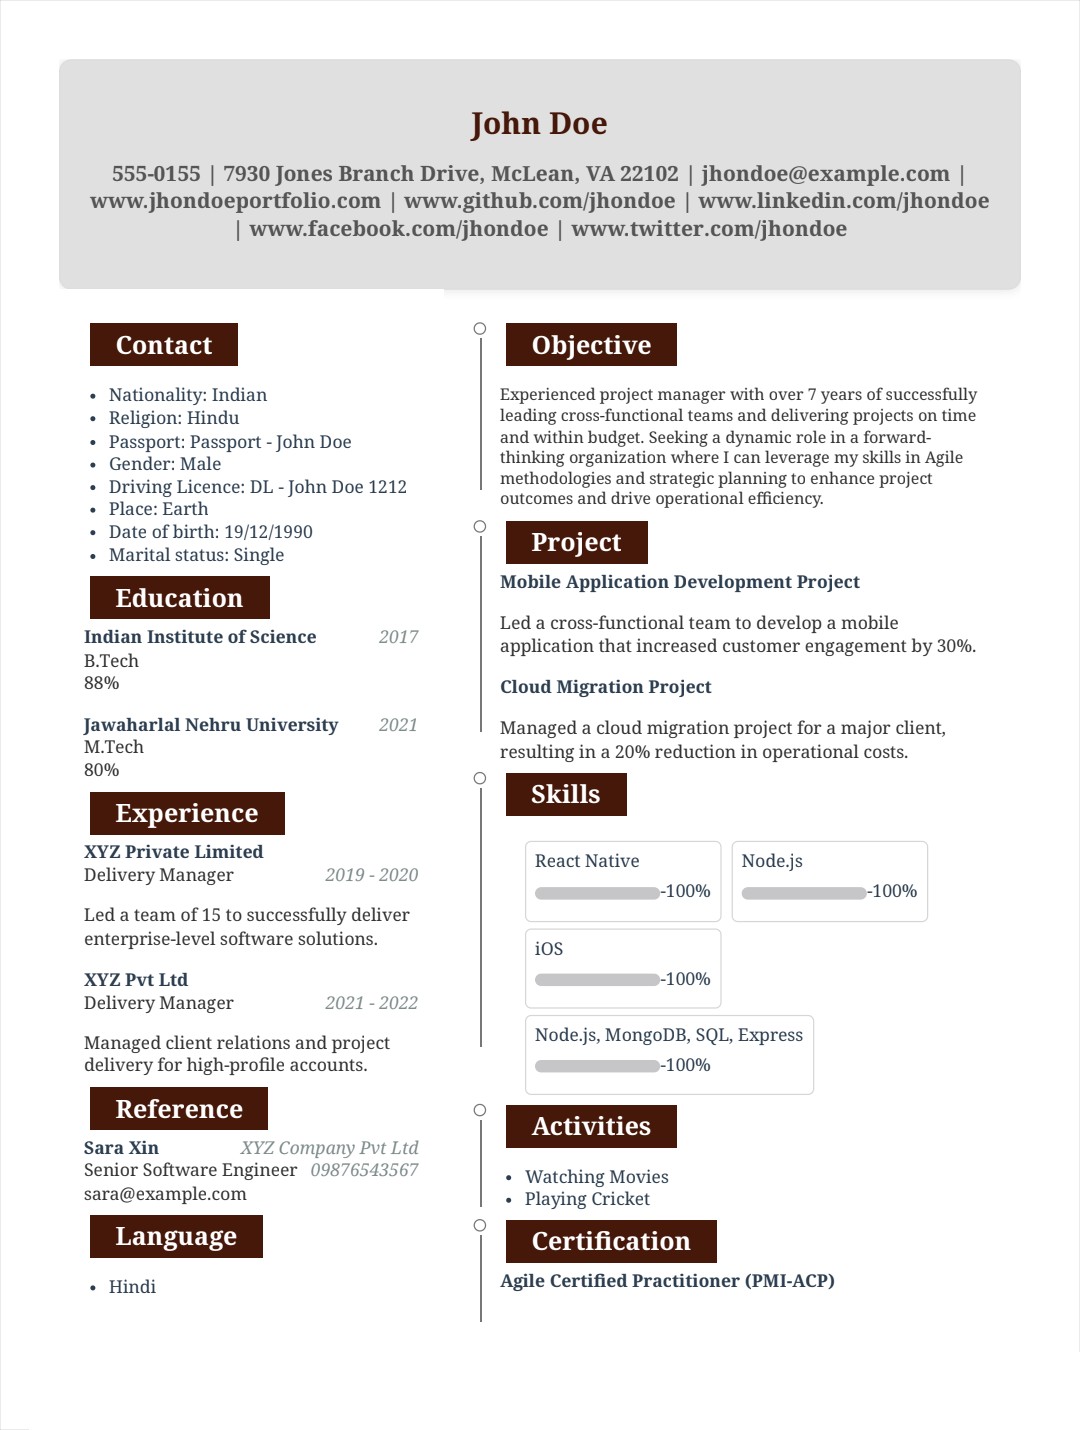 John Doe
555-0155 | 7930 Jones Branch Drive, McLean, VA 22102 | jhondoe@example.com |
www.jhondoeportfolio.com | www.github.com/jhondoe | www.linkedin.com/jhondoe
| www.facebook.com/jhondoe | www.twitter.com/jhondoe
Contact
• Nationality: Indian
• Religion: Hindu
• Passport: Passport - John Doe
• Gender: Male
• Driving Licence: DL - John Doe 1212
• Place: Earth
• Date of birth: 19/12/1990
• Marital status: Single
Education
Indian Institute of Science 2017
B.Tech
88%
Jawaharlal Nehru University 2021
M.Tech
80%
Experience
XYZ Private Limited
Delivery Manager 2019 - 2020
Led a team of 15 to successfully deliver
enterprise-level software solutions.
XYZ Pvt Ltd
Delivery Manager 2021 - 2022
Managed client relations and project
delivery for high-profile accounts.
Reference
Sara Xin XYZ Company Pvt Ltd
Senior Software Engineer 09876543567
sara@example.com
Language
• Hindi
Objective
Experienced project manager with over 7 years of successfully
leading cross-functional teams and delivering projects on time
and within budget. Seeking a dynamic role in a forward-
thinking organization where I can leverage my skills in Agile
methodologies and strategic planning to enhance project
outcomes and drive operational efficiency.
Project
Mobile Application Development Project
Led a cross-functional team to develop a mobile
application that increased customer engagement by 30%.
Cloud Migration Project
Managed a cloud migration project for a major client,
resulting in a 20% reduction in operational costs.
Skills
React Native
-100%
Node.js
-100%
iOS
-100%
Node.js, MongoDB, SQL, Express
-100%
Activities
• Watching Movies
• Playing Cricket
Certification
Agile Certified Practitioner (PMI-ACP)